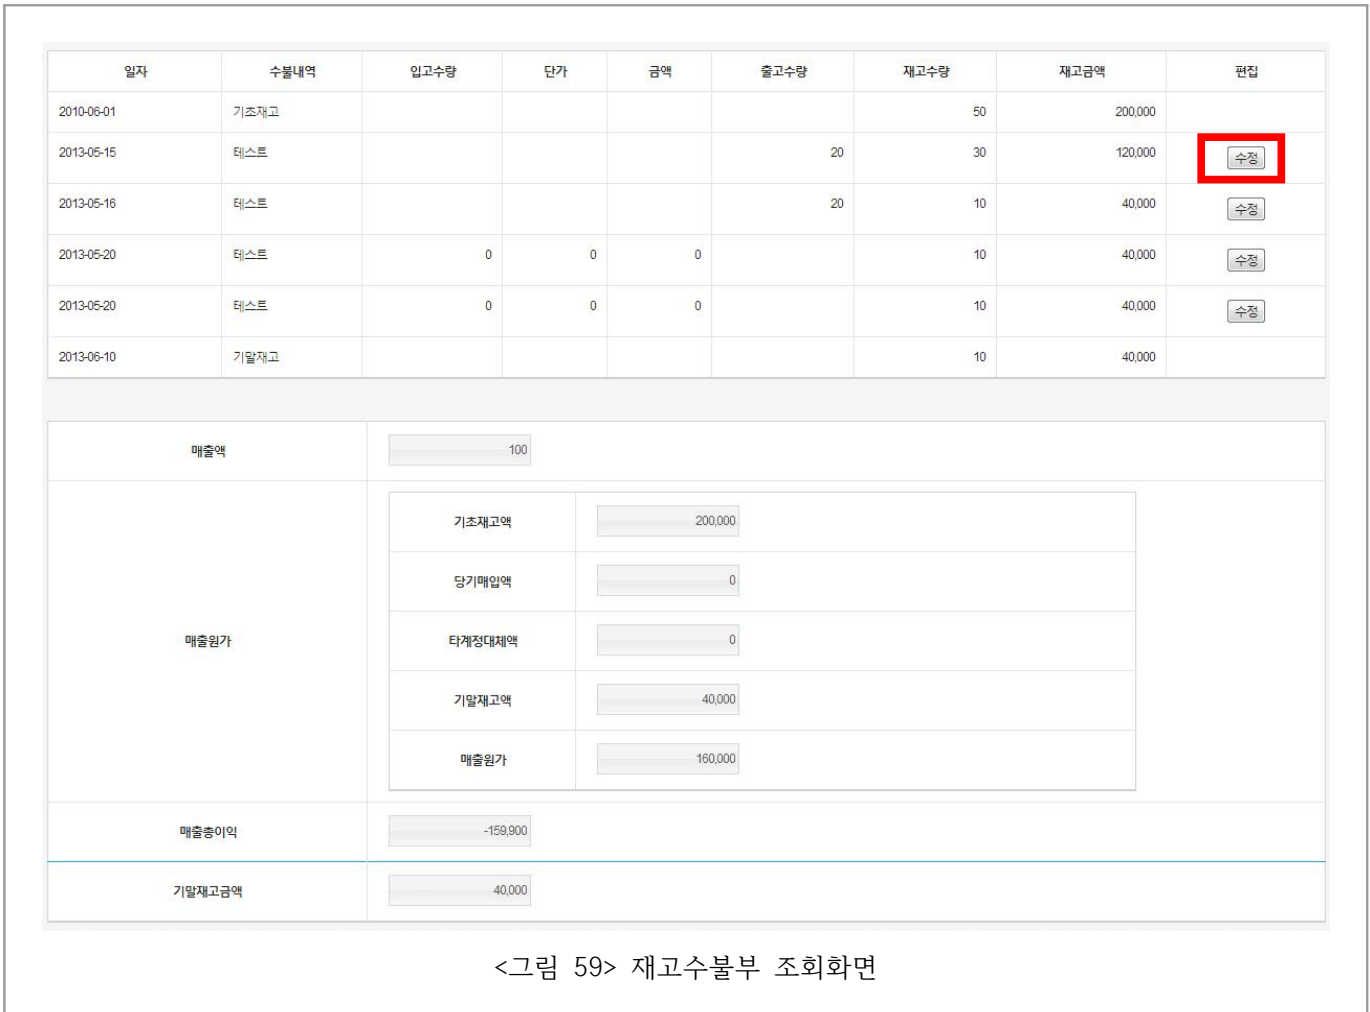 일자 수불내역 입고수량 단가 금액 출고수량 재고수량 재고금액 편집
2010-06-01 기초재고 50 200,000
2013-05-15 테스트 20 30 120,000 수정
2013-05-16 테스트 20 10 40,000 수정
2013-05-20 테스트 0 0 0 10 40,000 수정
2013-05-20 테스트 0 0 0 10 40,000 수정
2013-06-10 기말재고 10 40,000
매출액 100
기초재고액 200,000
당기매입액 0
매출원가 타계정대체액 0
기말재고액 40,000
매출원가 160,000
매출총이익 -159,900
기말재고금액 40,000
<그림 59> 재고수불부 조회화면